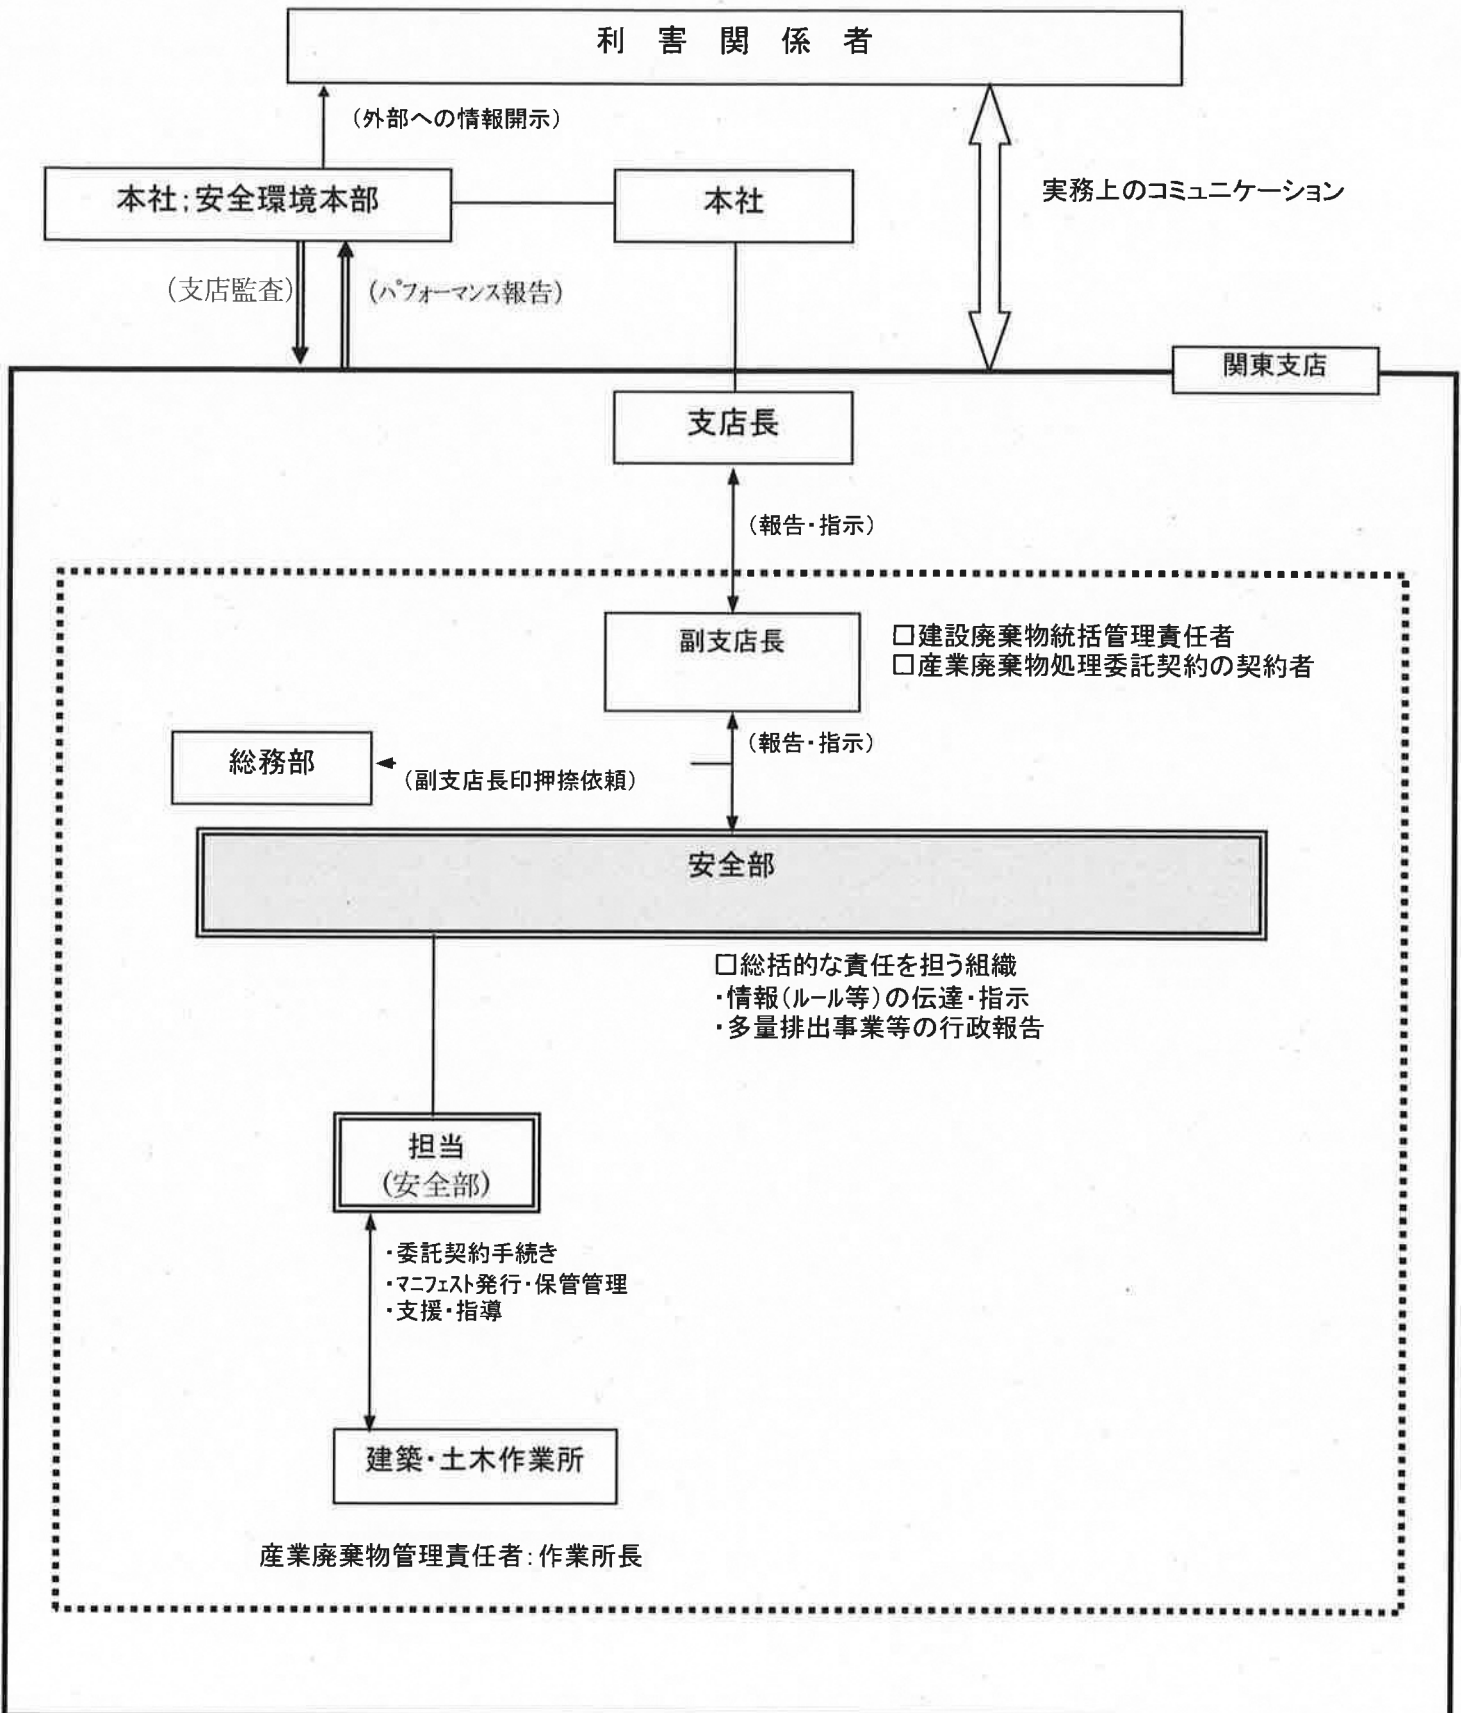 利 害 関 係 者
（外部への情報開示）
本社；安全環境本部
本社
実務上のコミュニケーション
（支店監査）
（パフォーマンス報告）
関東支店
支店長
（報告・指示）
副支店長
□建設廃棄物統括管理責任者
□産業廃棄物処理委託契約の契約者
（報告・指示）
総務部
（副支店長印押捺依頼）
安全部
□総括的な責任を担う組織
・情報（ルール等）の伝達・指示
・多量排出事業等の行政報告
担当
（安全部）
・委託契約手続き
・マニフェスト発行・保管管理
・支援・指導
建築・土木作業所
産業廃棄物管理責任者：作業所長